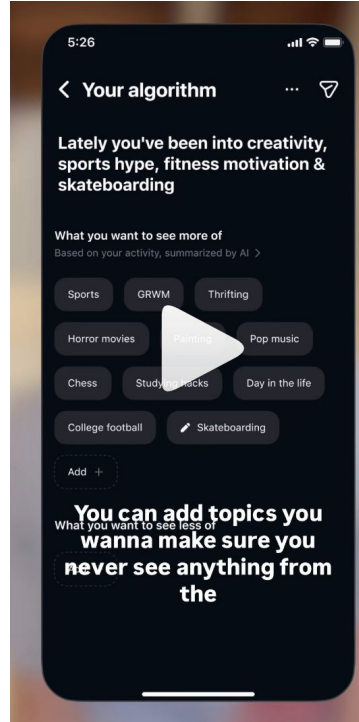 5:26
Your algorithm
Lately you've been into creativity,
sports hype, fitness motivation &
skateboarding
What you want to see more of
Based on your activity, summarized by AI >
Sports GRWM Thrifting
Horror movies Painting Pop music
Chess Studying hacks Day in the life
College football Skateboarding
Add +
What you want to see less of
You can add topics you
wanna make sure you
never see anything from
the